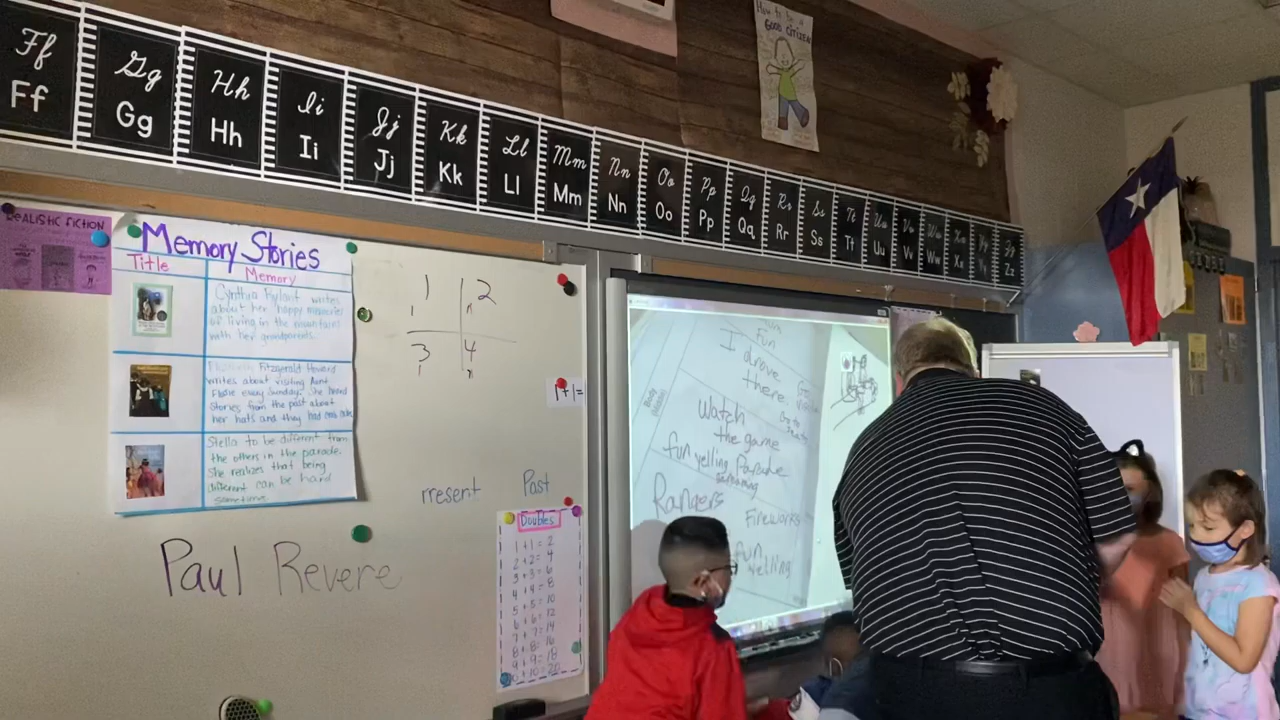 Ff Gg Hh Ii Jj Kk Ll Mm Nn Oo Pp Qq Rr Ss Tt Uu Vv Ww Xx Yy Zz
Ff Gg Hh Ii Jj Kk Ll Mm Nn Oo Pp Qq Rr Ss Tt Uu Vv Ww Xx Yy Zz
How to be a
GOOD CITIZEN
REALISTIC FICTION
Memory Stories
Title
Memory
Cynthia Rylant writes
about her happy memories
of living in the mountains
with her grandparents.
Elizabeth Fitzgerald Howard
writes about visiting Aunt
Flossie every Sunday. She heard
stories from the past about
her hats and they had
Stella to be different from
the others in the parade.
She realizes that being
different can be hard
sometimes.
1 2
3 4
1+1=
Present Past
Paul Revere
Doubles
1+1=2
2+2=4
3+3=6
4+4=8
5+5=10
6+6=12
7+7=14
8+8=16
9+9=18
10+10=20
Fun
I drove
there
Watch
the game
fun yelling Parade
Rangers
Fireworks
fun
yelling